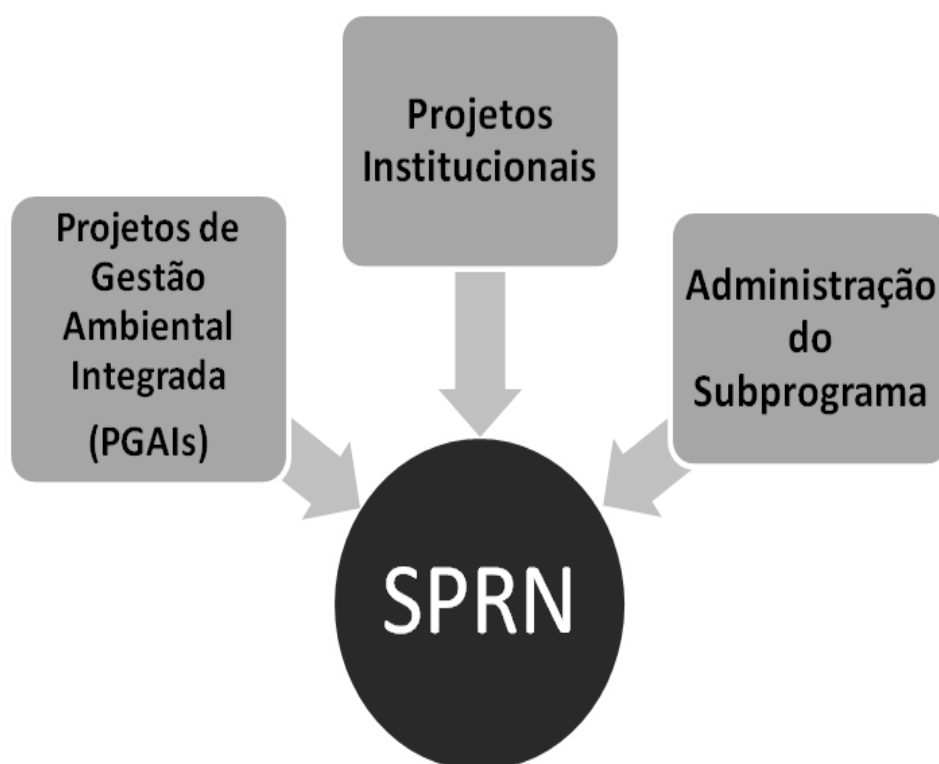 Projetos
Institucionais
Projetos de
Gestão
Ambiental
Integrada
(PGAIs)
Administração
do
Subprograma
SPRN